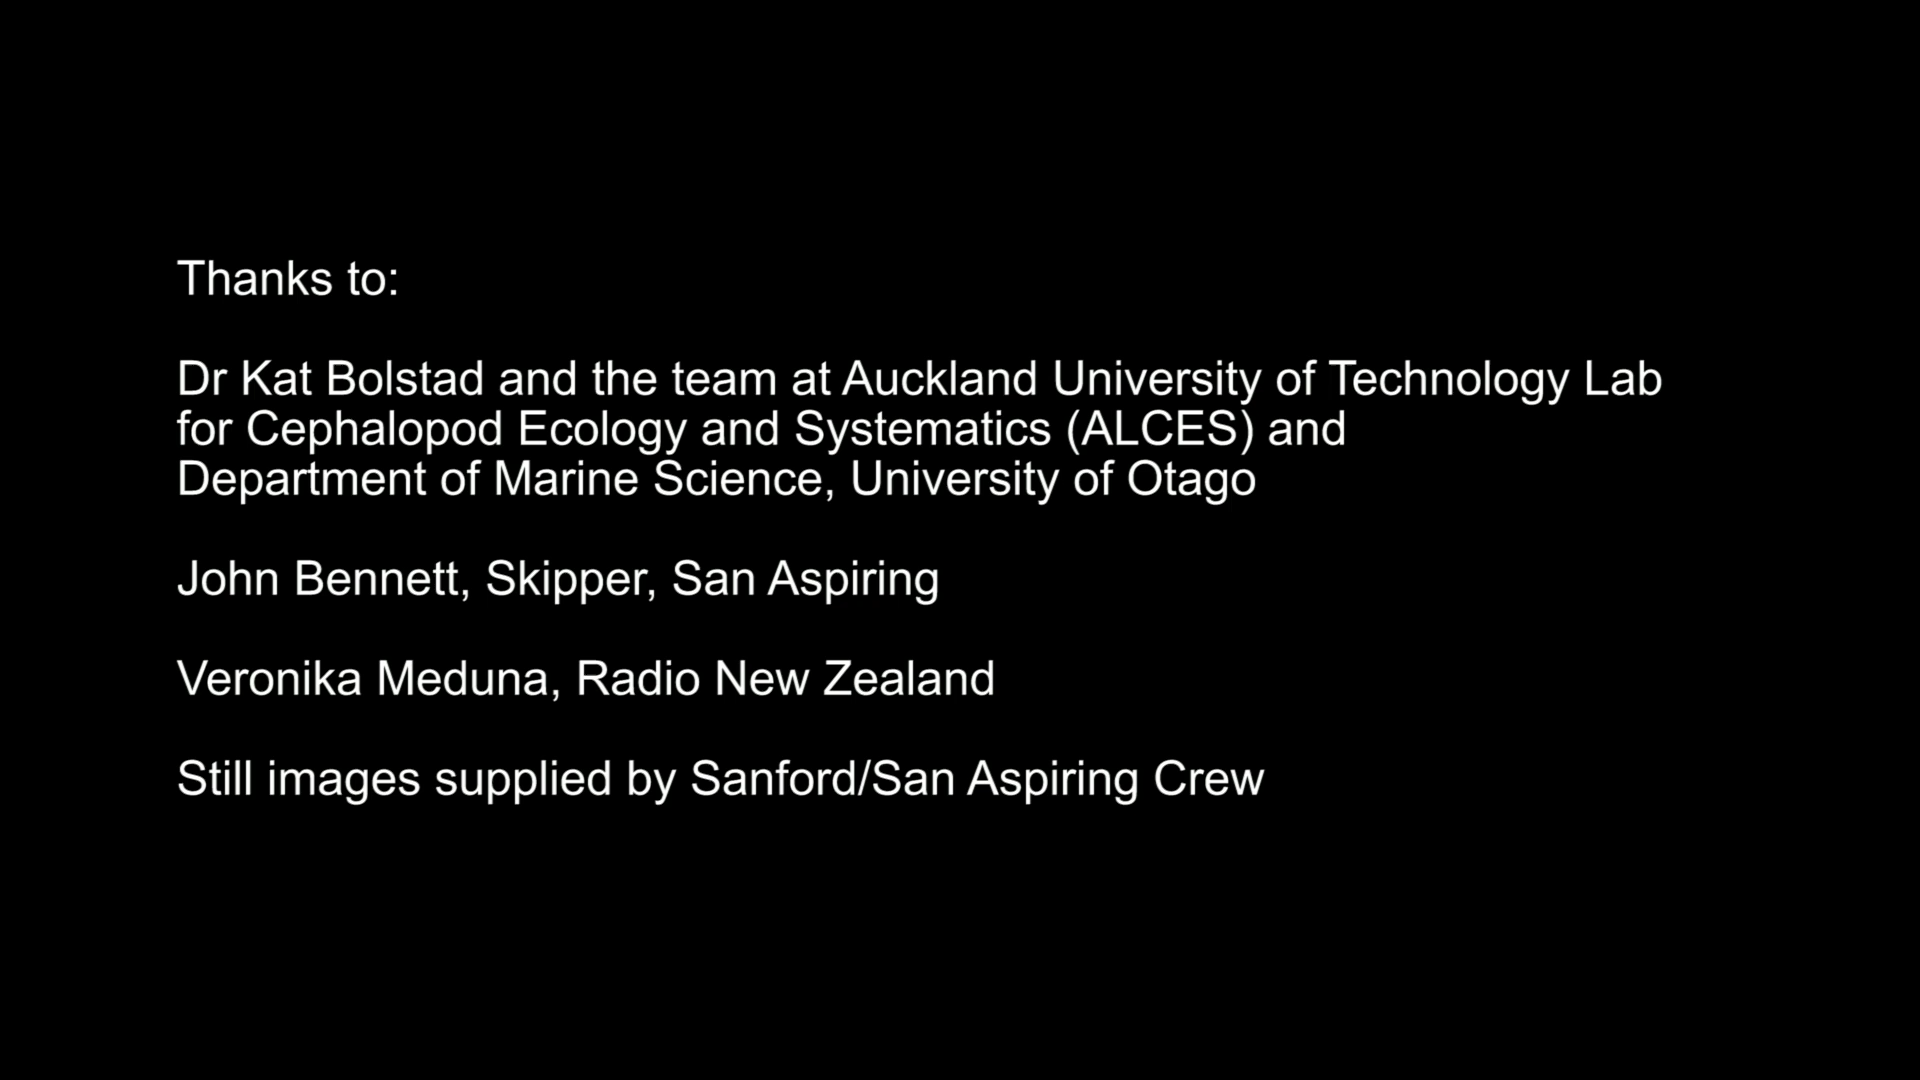 Thanks to:
Dr Kat Bolstad and the team at Auckland University of Technology Lab
for Cephalopod Ecology and Systematics (ALCES) and
Department of Marine Science, University of Otago
John Bennett, Skipper, San Aspiring
Veronika Meduna, Radio New Zealand
Still images supplied by Sanford/San Aspiring Crew